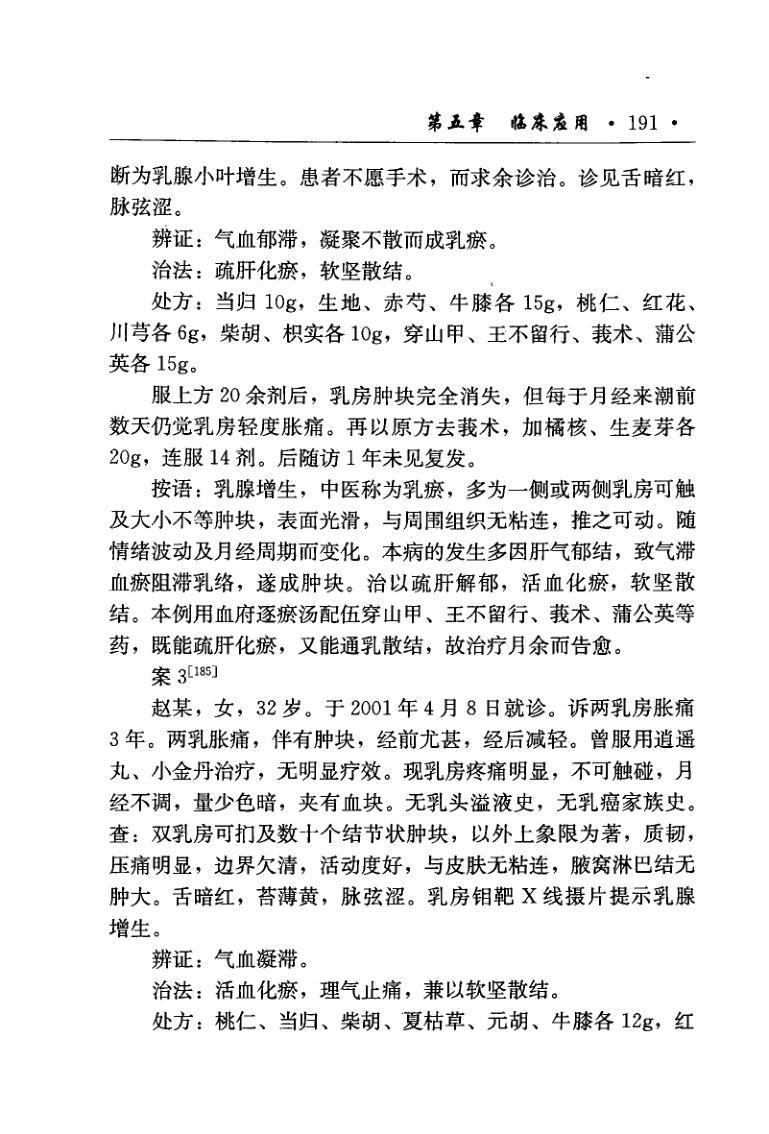 第五章 临床应用 • 191 •
断为乳腺小叶增生。患者不愿手术，而求余诊治。诊见舌暗红，
脉弦涩。
辨证：气血郁滞，凝聚不散而成乳瘀。
治法：疏肝化瘀，软坚散结。
处方：当归 10g，生地、赤芍、牛膝各 15g，桃仁、红花、
川芎各 6g，柴胡、枳实各 10g，穿山甲、王不留行、莪术、蒲公
英各 15g。
服上方 20 余剂后，乳房肿块完全消失，但每于月经来潮前
数天仍觉乳房轻度胀痛。再以原方去莪术，加橘核、生麦芽各
20g，连服 14 剂。后随访 1 年未见复发。
按语：乳腺增生，中医称为乳瘀，多为一侧或两侧乳房可触
及大小不等肿块，表面光滑，与周围组织无粘连，推之可动。随
情绪波动及月经周期而变化。本病的发生多因肝气郁结，致气滞
血瘀阻滞乳络，遂成肿块。治以疏肝解郁，活血化瘀，软坚散
结。本例用血府逐瘀汤配伍穿山甲、王不留行、莪术、蒲公英等
药，既能疏肝化瘀，又能通乳散结，故治疗月余而告愈。
案 3[185]
赵某，女，32 岁。于 2001 年 4 月 8 日就诊。诉两乳房胀痛
3 年。两乳胀痛，伴有肿块，经前尤甚，经后减轻。曾服用逍遥
丸、小金丹治疗，无明显疗效。现乳房疼痛明显，不可触碰，月
经不调，量少色暗，夹有血块。无乳头溢液史，无乳癌家族史。
查：双乳房可扪及数十个结节状肿块，以外上象限为著，质韧，
压痛明显，边界欠清，活动度好，与皮肤无粘连，腋窝淋巴结无
肿大。舌暗红，苔薄黄，脉弦涩。乳房钼靶 X 线摄片提示乳腺
增生。
辨证：气血凝滞。
治法：活血化瘀，理气止痛，兼以软坚散结。
处方：桃仁、当归、柴胡、夏枯草、元胡、牛膝各 12g，红